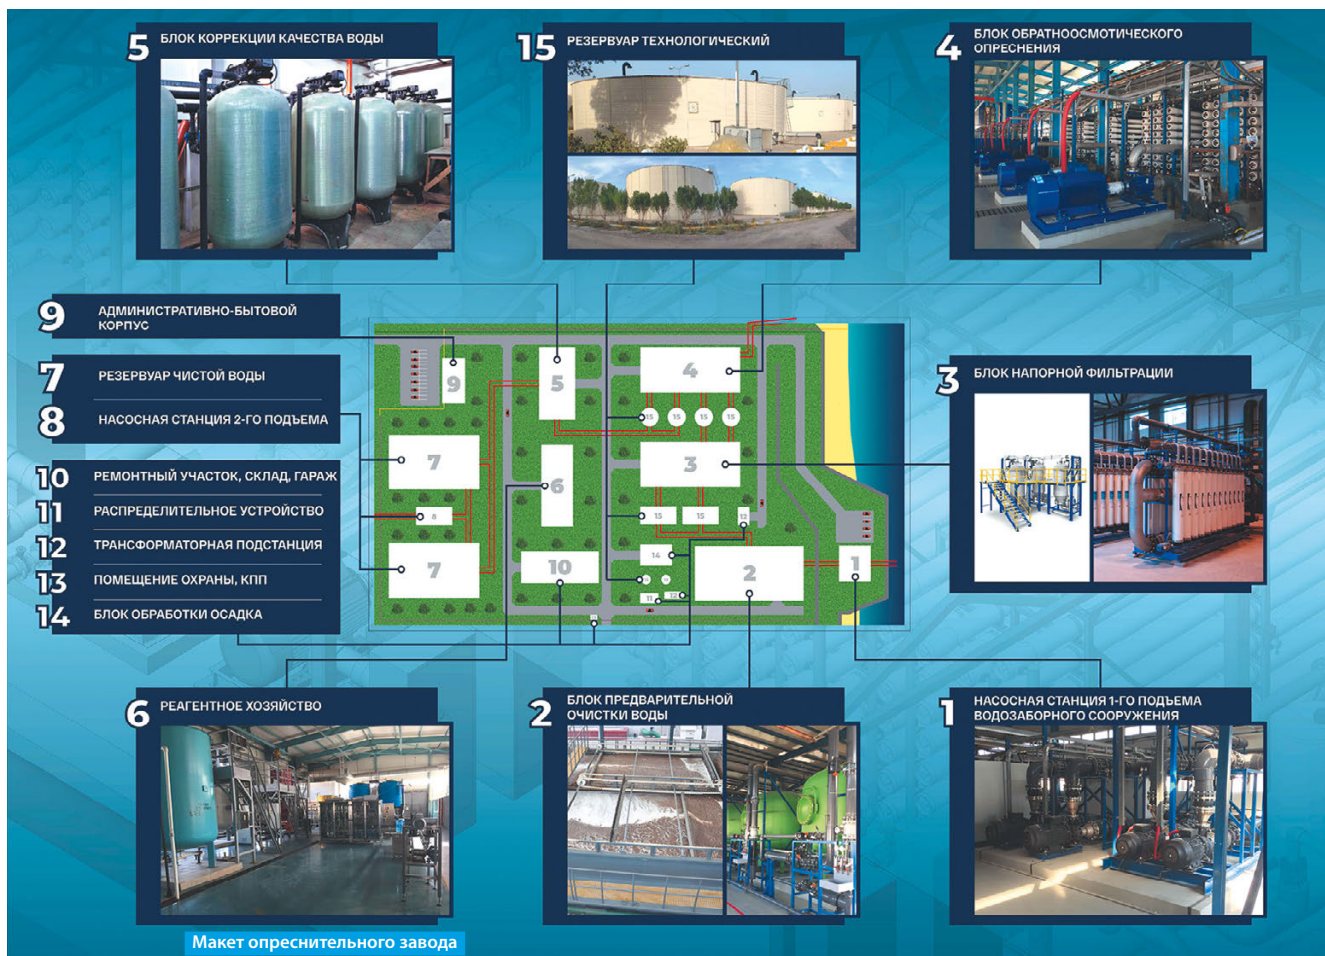 5 БЛОК КОРРЕКЦИИ КАЧЕСТВА ВОДЫ
15 РЕЗЕРВУАР ТЕХНОЛОГИЧЕСКИЙ
4 БЛОК ОБРАТНООСМОТИЧЕСКОГО
ОПРЕСНЕНИЯ
9 АДМИНИСТРАТИВНО-БЫТОВОЙ
КОРПУС
7 РЕЗЕРВУАР ЧИСТОЙ ВОДЫ
8 НАСОСНАЯ СТАНЦИЯ 2-ГО ПОДЪЕМА
10 РЕМОНТНЫЙ УЧАСТОК, СКЛАД, ГАРАЖ
11 РАСПРЕДЕЛИТЕЛЬНОЕ УСТРОЙСТВО
12 ТРАНСФОРМАТОРНАЯ ПОДСТАНЦИЯ
13 ПОМЕЩЕНИЕ ОХРАНЫ, КПП
14 БЛОК ОБРАБОТКИ ОСАДКА
9
5
4
15 15 15 15
7
6
3
8
15 15 12
7
10
14
2
1
11 12
3 БЛОК НАПОРНОЙ ФИЛЬТРАЦИИ
6 РЕАГЕНТНОЕ ХОЗЯЙСТВО
2 БЛОК ПРЕДВАРИТЕЛЬНОЙ
ОЧИСТКИ ВОДЫ
1 НАСОСНАЯ СТАНЦИЯ 1-ГО ПОДЪЕМА
ВОДОЗАБОРНОГО СООРУЖЕНИЯ
Макет опреснительного завода